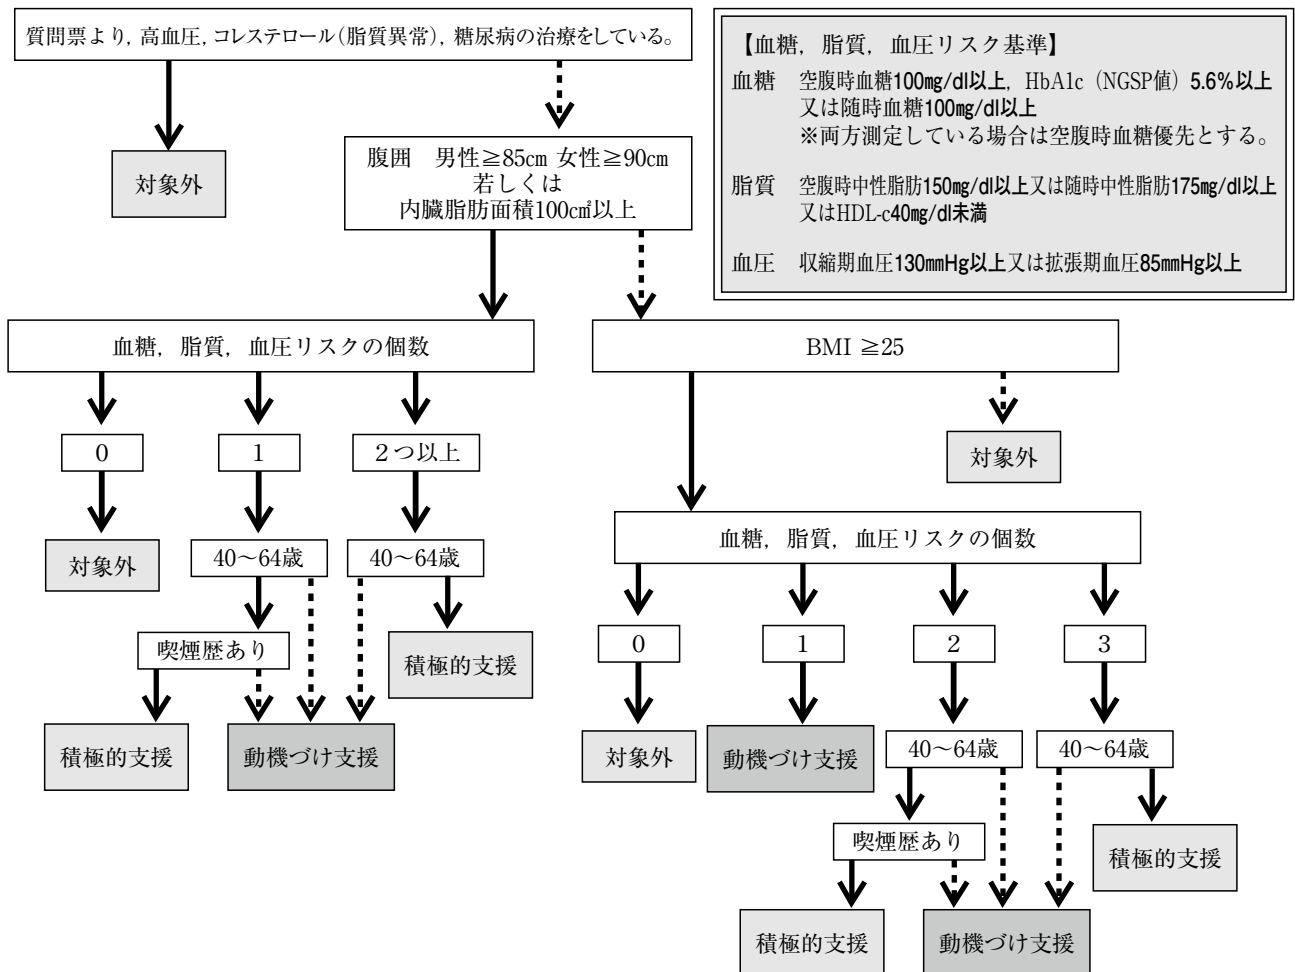 質問票より，高血圧，コレステロール（脂質異常），糖尿病の治療をしている。
【血糖，脂質，血圧リスク基準】
血糖　空腹時血糖100mg/dl以上，HbA1c（NGSP値）5.6%以上
又は随時血糖100mg/dl以上
※両方測定している場合は空腹時血糖優先とする。
脂質　空腹時中性脂肪150mg/dl以上又は随時中性脂肪175mg/dl以上
又はHDL-c40mg/dl未満
血圧　収縮期血圧130mmHg以上又は拡張期血圧85mmHg以上
対象外
腹囲　男性≧85cm 女性≧90cm
若しくは
内臓脂肪面積100c㎡以上
血糖，脂質，血圧リスクの個数
0
1
2つ以上
対象外
40～64歳
40～64歳
喫煙歴あり
積極的支援
積極的支援
動機づけ支援
BMI ≧25
対象外
血糖，脂質，血圧リスクの個数
0
1
2
3
対象外
動機づけ支援
40～64歳
40～64歳
喫煙歴あり
積極的支援
積極的支援
動機づけ支援